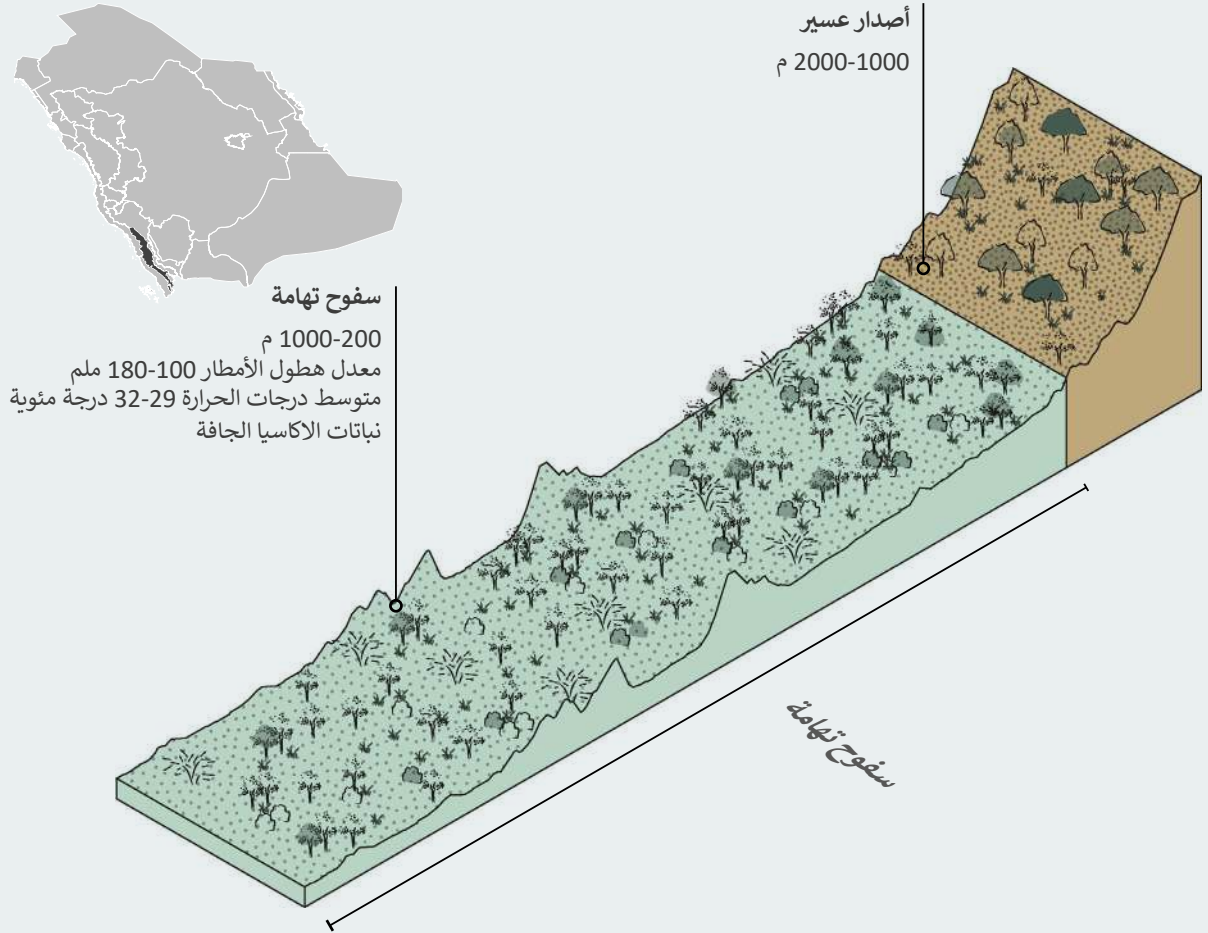 أصدار عسير
2000-1000 م
سفوح تهامة
1000-200 م
معدل هطول الأمطار 100-180 ملم
متوسط درجات الحرارة 29-32 درجة مئوية
نباتات الاكاسيا الجافة
سفوح تهامة